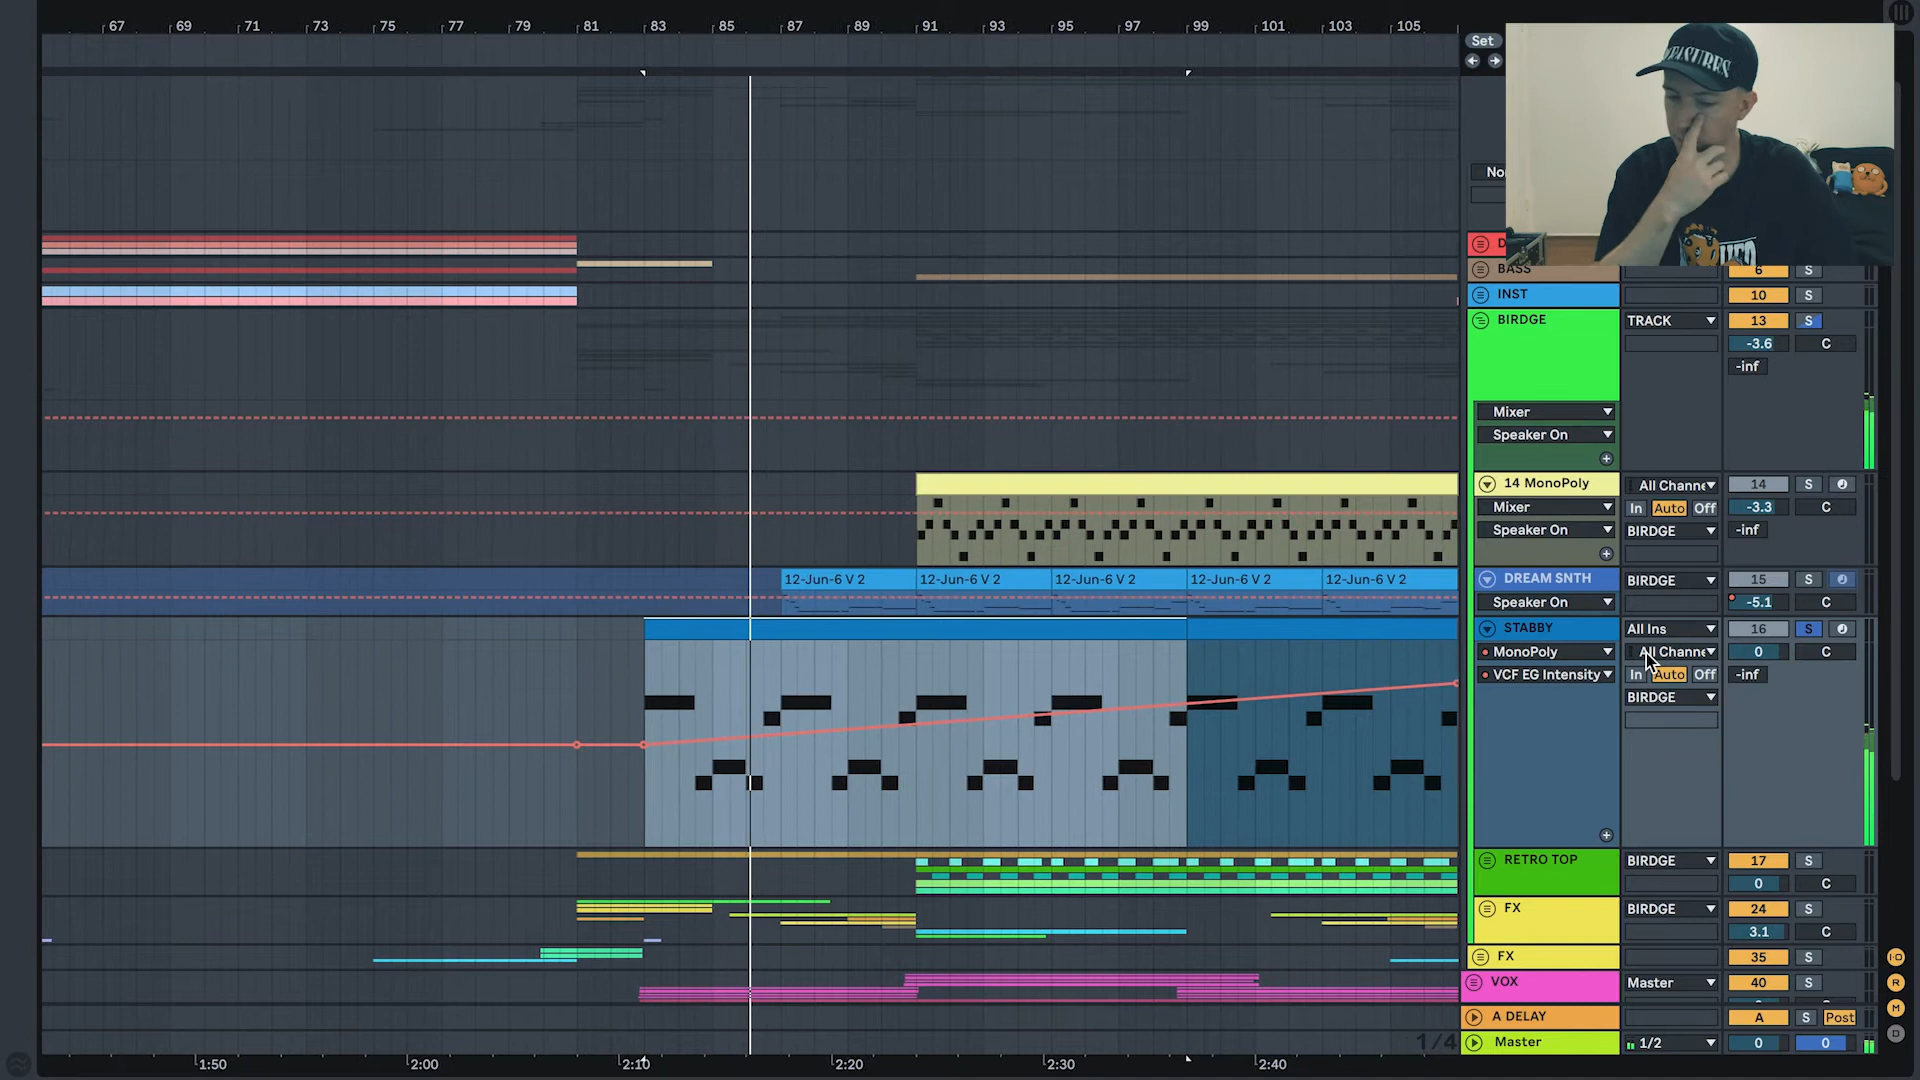 67 69 71 73 75 77 79 81 83 85 87 89 91 93 95 97 99 101 103 105
Set
MEASURES
No
D
BASS 6 S
INST 10 S
BIRDGE TRACK 13 S
-3.6 C
-inf
Mixer
Speaker On
14 MonoPoly All Channe 14 S
Mixer In Auto Off -3.3 C
Speaker On BIRDGE -inf
12-Jun-6 V 2 12-Jun-6 V 2 12-Jun-6 V 2 12-Jun-6 V 2 12-Jun-6 V 2
DREAM SNTH BIRDGE 15 S
Speaker On -5.1 C
STABBY All Ins 16 S
MonoPoly All Channe 0 C
VCF EG Intensity In Auto Off -inf
BIRDGE
RETRO TOP BIRDGE 17 S
0 C
FX BIRDGE 24 S
3.1 C
FX 35 S
VOX Master 40 S
A DELAY A S Post
1/4 Master 1/2 0 0
I·O
R
M
D
1:50 2:00 2:10 2:20 2:30 2:40